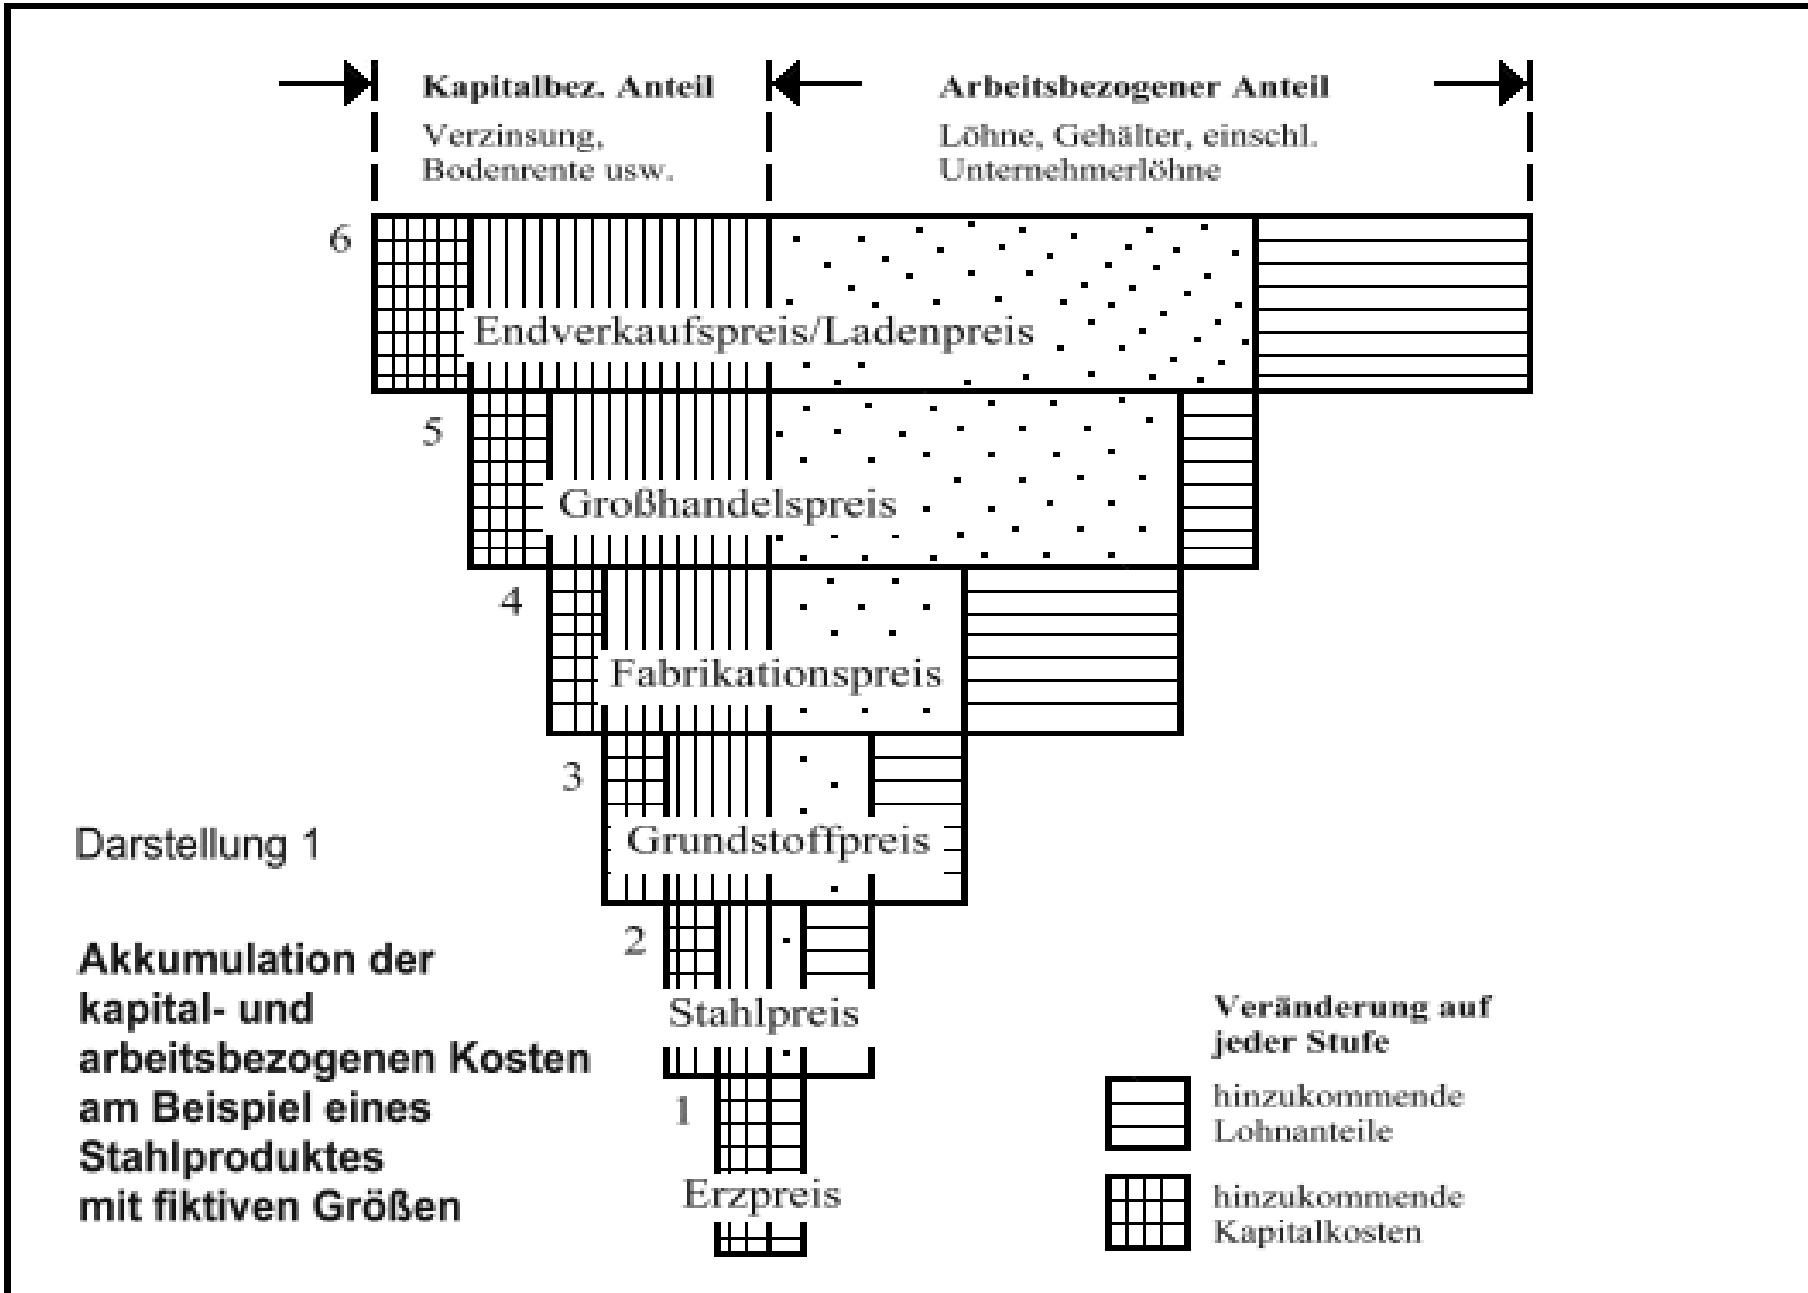 Kapitalbez. Anteil
Verzinsung,
Bodenrente usw.
Arbeitsbezogener Anteil
Löhne, Gehälter, einschl.
Unternehmerlöhne
6
Endverkaufspreis/Ladenpreis
5
Großhandelspreis
4
Fabrikationspreis
3
Grundstoffpreis
2
Stahlpreis
1
Erzpreis
Darstellung 1
Akkumulation der
kapital- und
arbeitsbezogenen Kosten
am Beispiel eines
Stahlproduktes
mit fiktiven Größen
Veränderung auf
jeder Stufe
hinzukommende
Lohnanteile
hinzukommende
Kapitalkosten